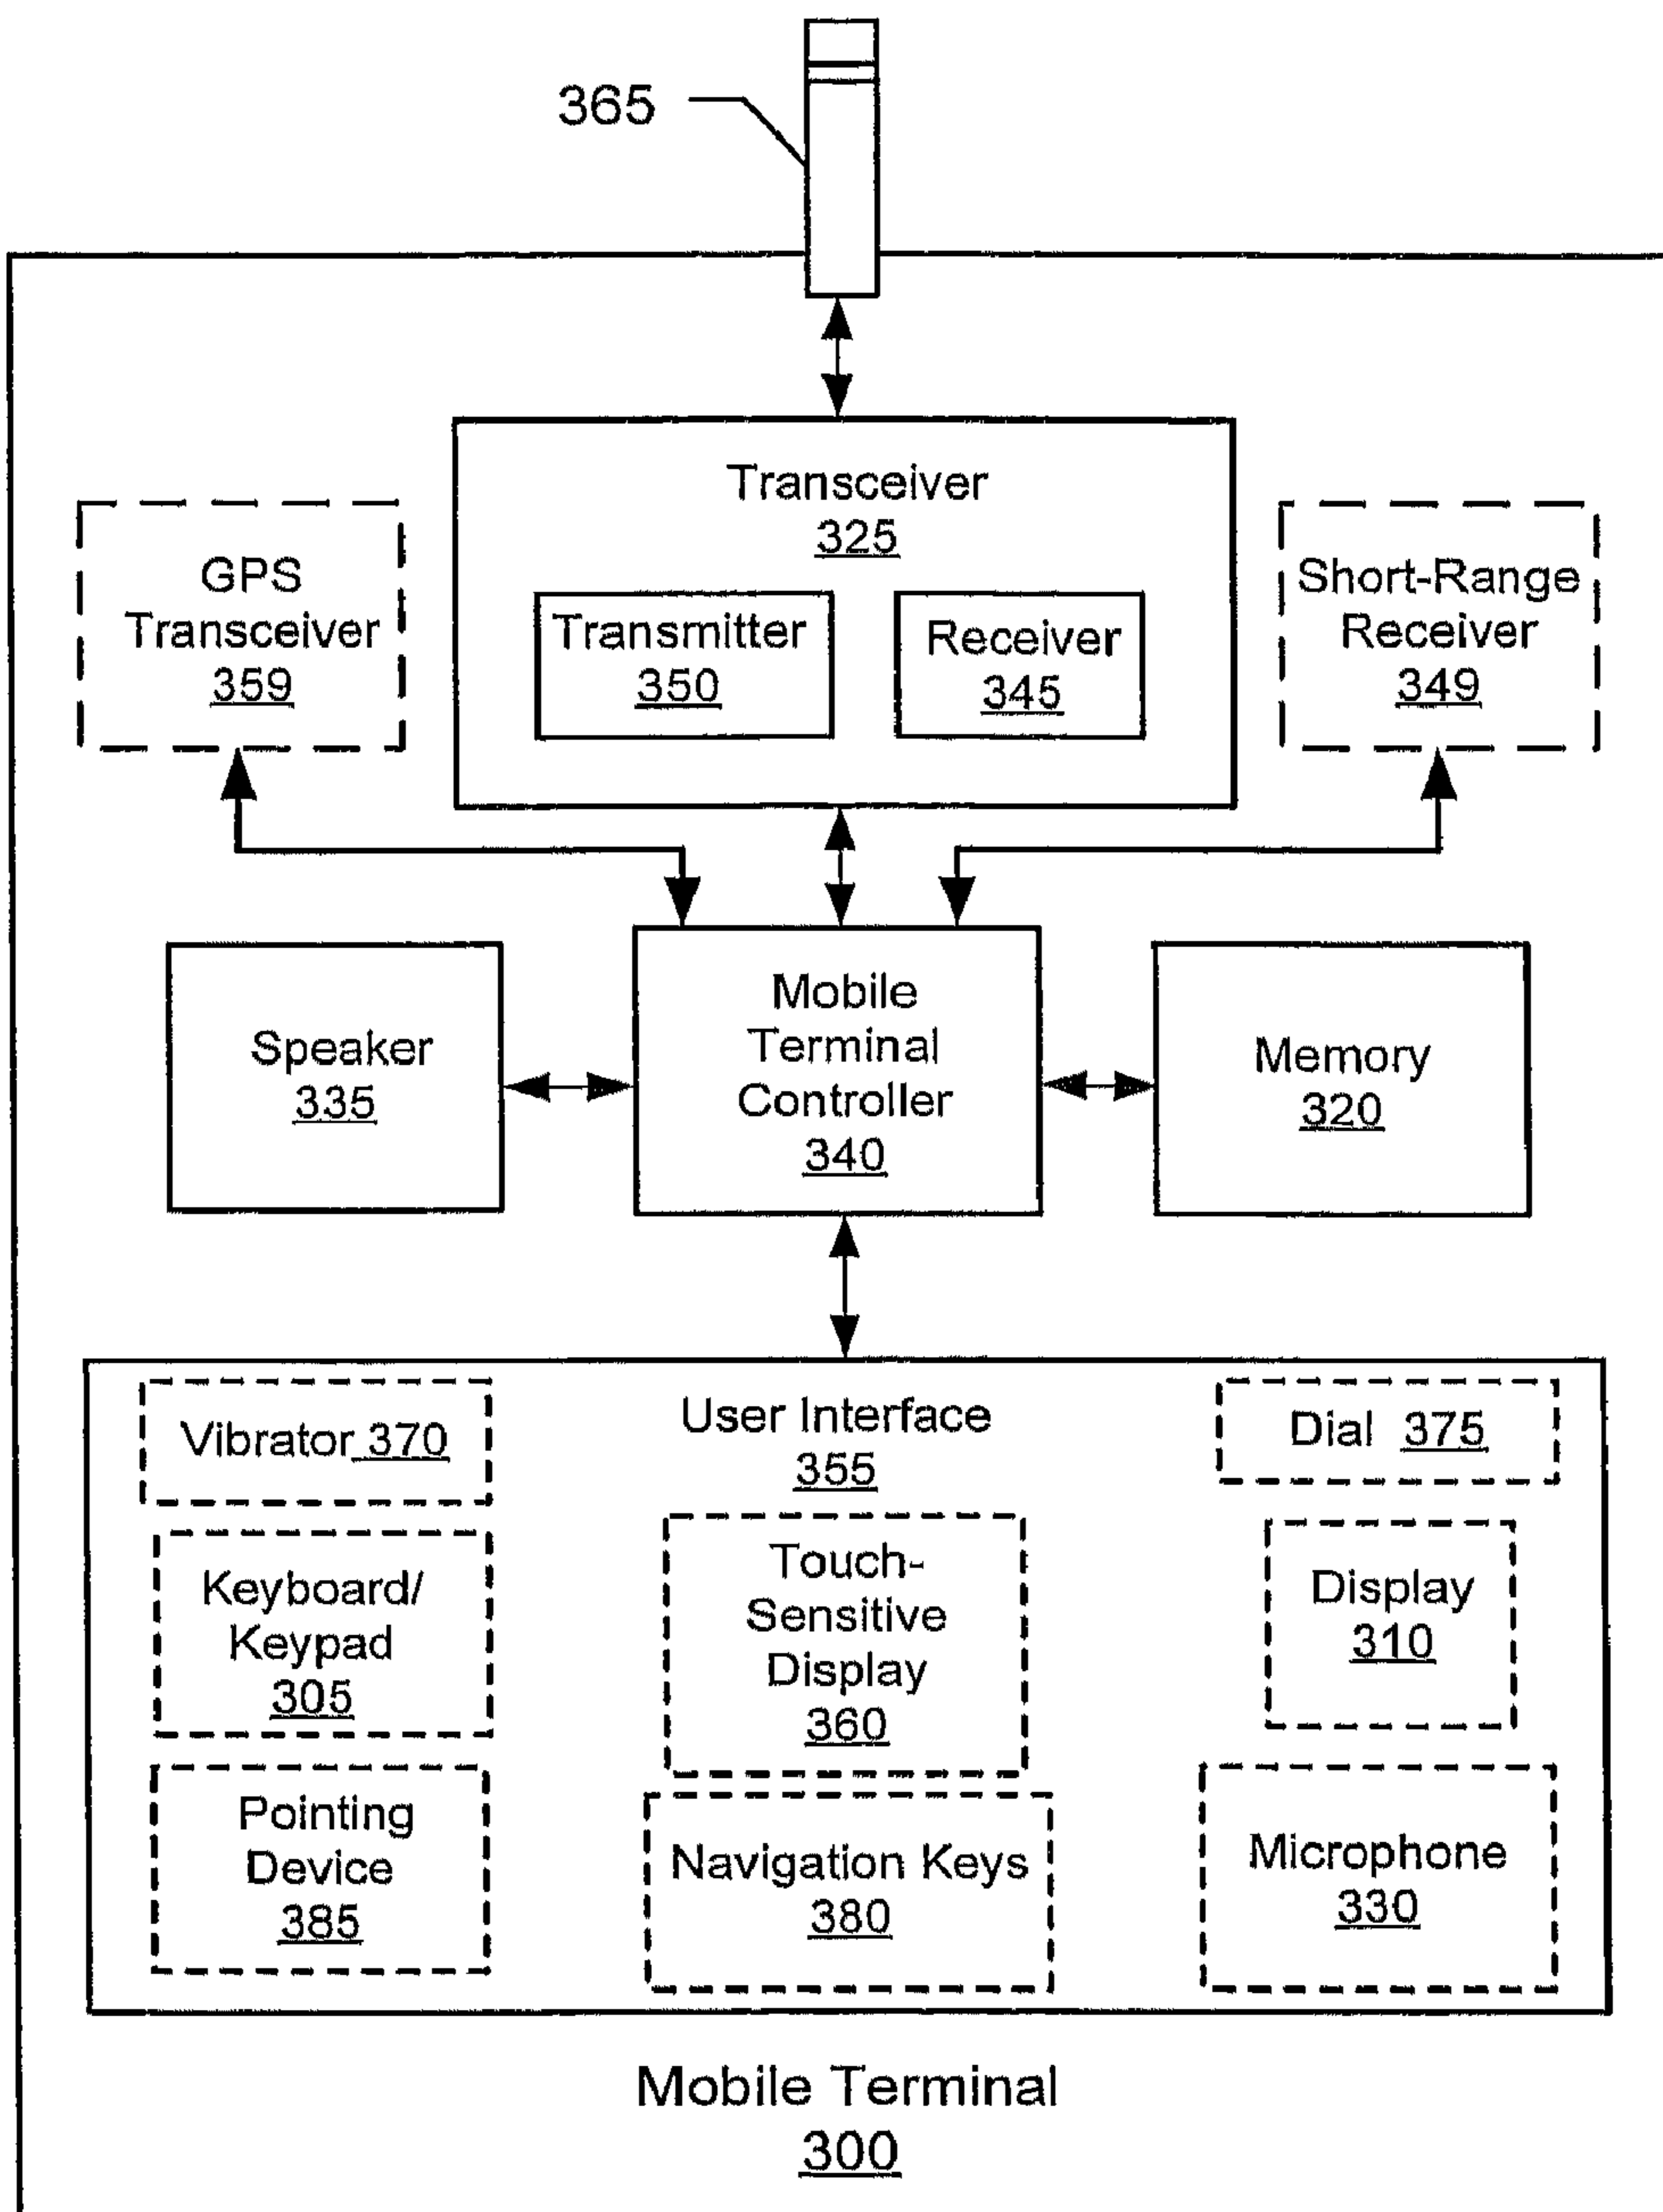 365
Transceiver
325
GPS
Transceiver
359
Transmitter
350
Receiver
345
Short-Range
Receiver
349
Speaker
335
Mobile
Terminal
Controller
340
Memory
320
User Interface
355
Vibrator 370
Dial 375
Keyboard/
Keypad
305
Touch-
Sensitive
Display
360
Display
310
Pointing
Device
385
Navigation Keys
380
Microphone
330
Mobile Terminal
300